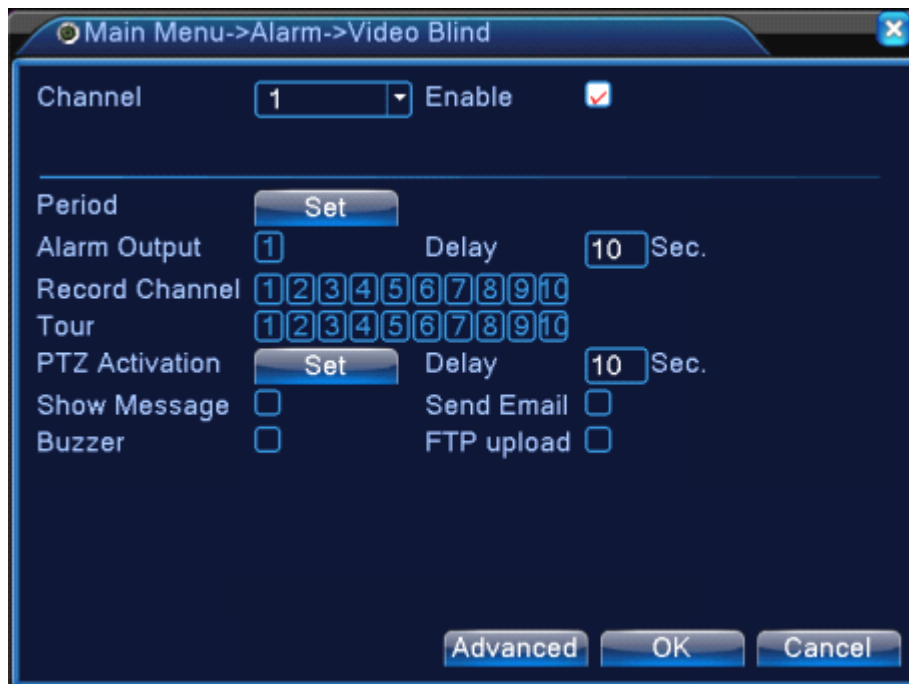 Main Menu->Alarm->Video Blind
Channel 1 Enable
Period Set
Alarm Output 1 Delay 10 Sec.
Record Channel 1 2 3 4 5 6 7 8 9 10
Tour 1 2 3 4 5 6 7 8 9 10
PTZ Activation Set Delay 10 Sec.
Show Message Send Email
Buzzer FTP upload
Advanced OK Cancel